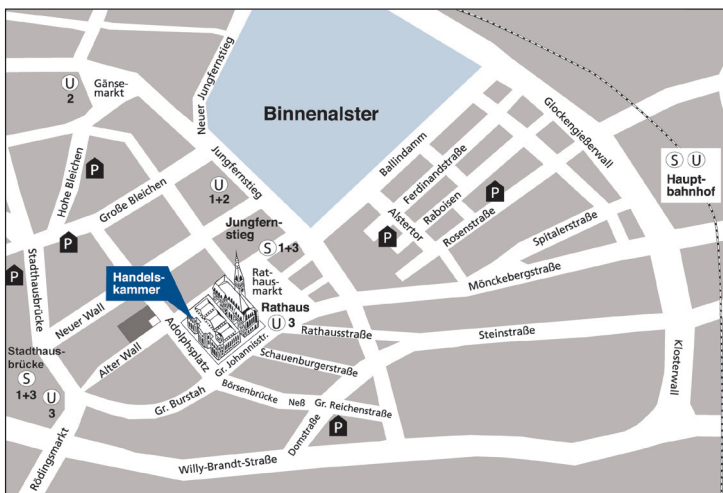 U
2
Gänse-
markt
Neuer Jungfernstieg
Binnenalster
Glockengießerwall
S U
Haupt-
bahnhof
Ballindamm
Ferdinandstraße
Raboisen
Alstertor
Rosenstraße
P
P
Spitalerstraße
Mönckebergstraße
Hohe Bleichen
P
Große Bleichen
U
1+2
Jungfernstieg
Jungfern-
stieg
S 1+3
P
P
Stadthausbrücke
Handels-
kammer
Rat-
haus-
markt
Rathaus
U 3
Neuer Wall
Alter Wall
Adolphsplatz
Gr. Johannisstr.
Rathausstraße
Steinstraße
Schauenburgerstraße
Klosterwall
Stadthaus-
brücke
S
1+3
U
3
Gr. Burstah
Börsenbrücke
Neß
Gr. Reichenstraße
P
Domstraße
Rödingsmarkt
Willy-Brandt-Straße